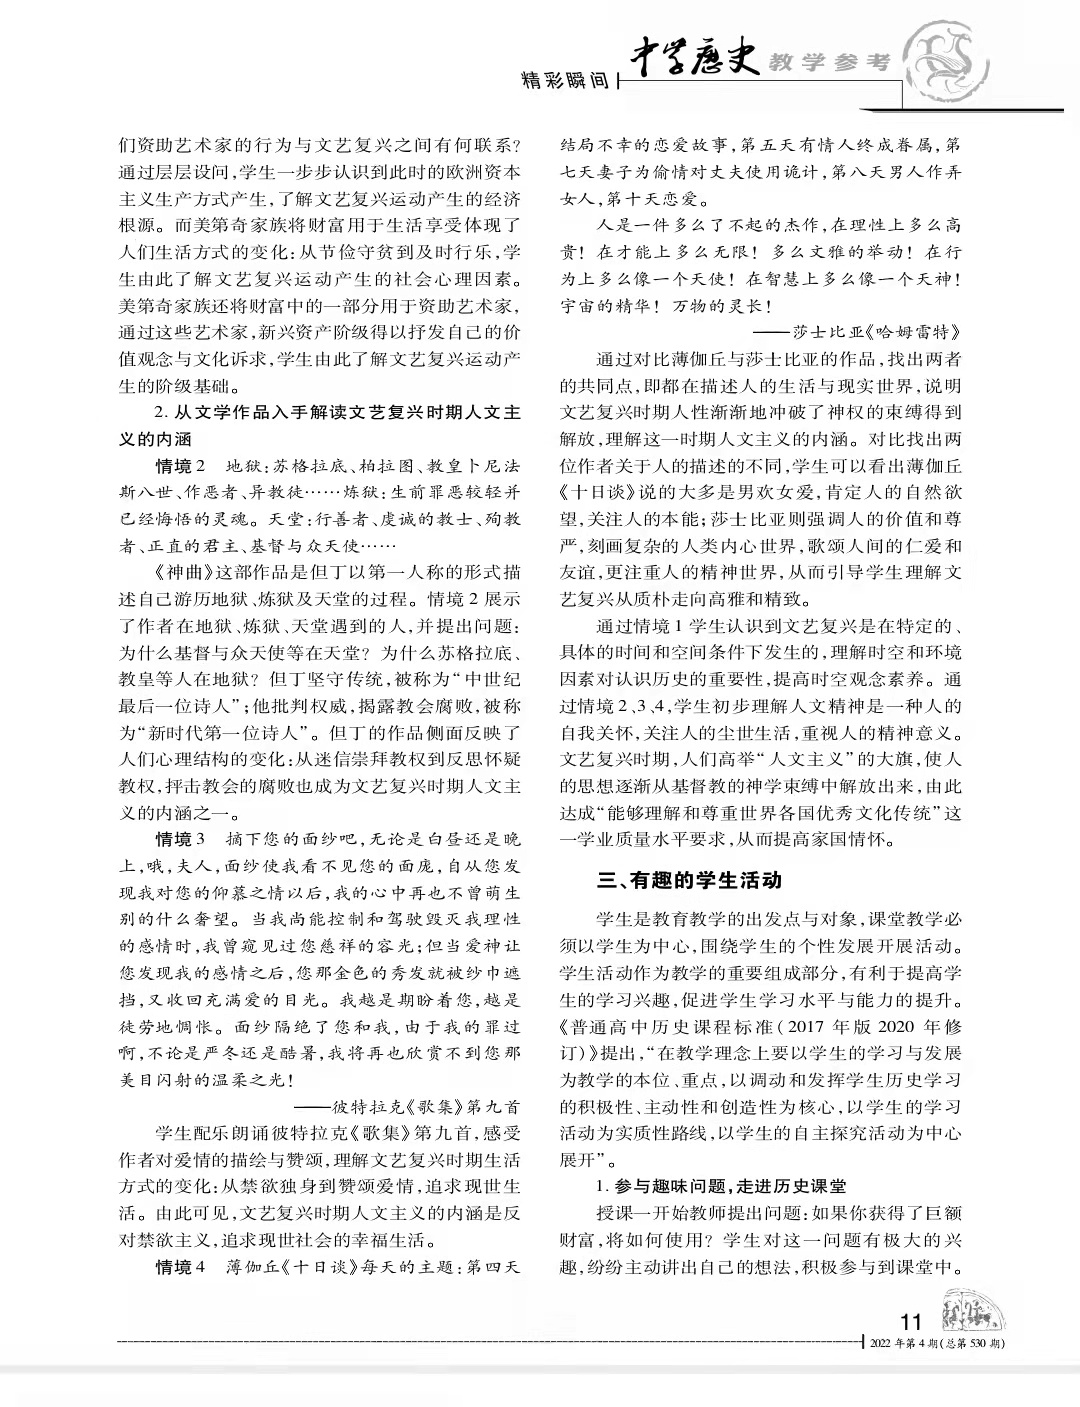 精彩瞬间
中学历史教学参考
们资助艺术家的行为与文艺复兴之间有何联系？
通过层层设问，学生一步步认识到此时的欧洲资本
主义生产方式产生，了解文艺复兴运动产生的经济
根源。而美第奇家族将财富用于生活享受体现了
人们生活方式的变化：从节俭守贫到及时行乐，学
生由此了解文艺复兴运动产生的社会心理因素。
美第奇家族还将财富中的一部分用于资助艺术家，
通过这些艺术家，新兴资产阶级得以抒发自己的价
值观念与文化诉求，学生由此了解文艺复兴运动产
生的阶级基础。
2. 从文学作品入手解读文艺复兴时期人文主
义的内涵
情境 2 地狱：苏格拉底、柏拉图、教皇卜尼法
斯八世、作恶者、异教徒……炼狱：生前罪恶较轻并
已经悔悟的灵魂。天堂：行善者、虔诚的教士、殉教
者、正直的君主、基督与众天使……
《神曲》这部作品是但丁以第一人称的形式描
述自己游历地狱、炼狱及天堂的过程。情境 2 展示
了作者在地狱、炼狱、天堂遇到的人，并提出问题：
为什么基督与众天使等在天堂？为什么苏格拉底、
教皇等人在地狱？但丁坚守传统，被称为“中世纪
最后一位诗人”；他批判权威，揭露教会腐败，被称
为“新时代第一位诗人”。但丁的作品侧面反映了
人们心理结构的变化：从迷信崇拜教权到反思怀疑
教权，抨击教会的腐败也成为文艺复兴时期人文主
义的内涵之一。
情境 3 摘下您的面纱吧，无论是白昼还是晚
上，哦，夫人，面纱使我看不见您的面庞，自从您发
现我对您的仰慕之情以后，我的心中再也不曾萌生
别的什么奢望。当我尚能控制和驾驶毁灭我理性
的感情时，我曾窥见过您慈祥的容光；但当爱神让
您发现我的感情之后，您那金色的秀发就被纱巾遮
挡，又收回充满爱的目光。我越是期盼着您，越是
徒劳地惆怅。面纱隔绝了您和我，由于我的罪过
啊，不论是严冬还是酷暑，我将再也欣赏不到您那
美目闪射的温柔之光！
——彼特拉克《歌集》第九首
学生配乐朗诵彼特拉克《歌集》第九首，感受
作者对爱情的描绘与赞颂，理解文艺复兴时期生活
方式的变化：从禁欲独身到赞颂爱情，追求现世生
活。由此可见，文艺复兴时期人文主义的内涵是反
对禁欲主义，追求现世社会的幸福生活。
情境 4 薄伽丘《十日谈》每天的主题：第四天
结局不幸的恋爱故事，第五天有情人终成眷属，第
七天妻子为偷情对丈夫使用诡计，第八天男人作弄
女人，第十天恋爱。
人是一件多么了不起的杰作，在理性上多么高
贵！在才能上多么无限！多么文雅的举动！在行
为上多么像一个天使！在智慧上多么像一个天神！
宇宙的精华！万物的灵长！
——莎士比亚《哈姆雷特》
通过对比薄伽丘与莎士比亚的作品，找出两者
的共同点，即都在描述人的生活与现实世界，说明
文艺复兴时期人性渐渐地冲破了神权的束缚得到
解放，理解这一时期人文主义的内涵。对比找出两
位作者关于人的描述的不同，学生可以看出薄伽丘
《十日谈》说的大多是男欢女爱，肯定人的自然欲
望，关注人的本能；莎士比亚则强调人的价值和尊
严，刻画复杂的人类内心世界，歌颂人间的仁爱和
友谊，更注重人的精神世界，从而引导学生理解文
艺复兴从质朴走向高雅和精致。
通过情境 1 学生认识到文艺复兴是在特定的、
具体的时间和空间条件下发生的，理解时空和环境
因素对认识历史的重要性，提高时空观念素养。通
过情境 2、3、4，学生初步理解人文精神是一种人的
自我关怀，关注人的尘世生活，重视人的精神意义。
文艺复兴时期，人们高举“人文主义”的大旗，使人
的思想逐渐从基督教的神学束缚中解放出来，由此
达成“能够理解和尊重世界各国优秀文化传统”这
一学业质量水平要求，从而提高家国情怀。
三、有趣的学生活动
学生是教育教学的出发点与对象，课堂教学必
须以学生为中心，围绕学生的个性发展开展活动。
学生活动作为教学的重要组成部分，有利于提高学
生的学习兴趣，促进学生学习水平与能力的提升。
《普通高中历史课程标准（2017 年版 2020 年修
订）》提出，“在教学理念上要以学生的学习与发展
为教学的本位、重点，以调动和发挥学生历史学习
的积极性、主动性和创造性为核心，以学生的学习
活动为实质性路线，以学生的自主探究活动为中心
展开”。
1. 参与趣味问题，走进历史课堂
授课一开始教师提出问题：如果你获得了巨额
财富，将如何使用？学生对这一问题有极大的兴
趣，纷纷主动讲出自己的想法，积极参与到课堂中。
11
2022 年第 4 期（总第 530 期）